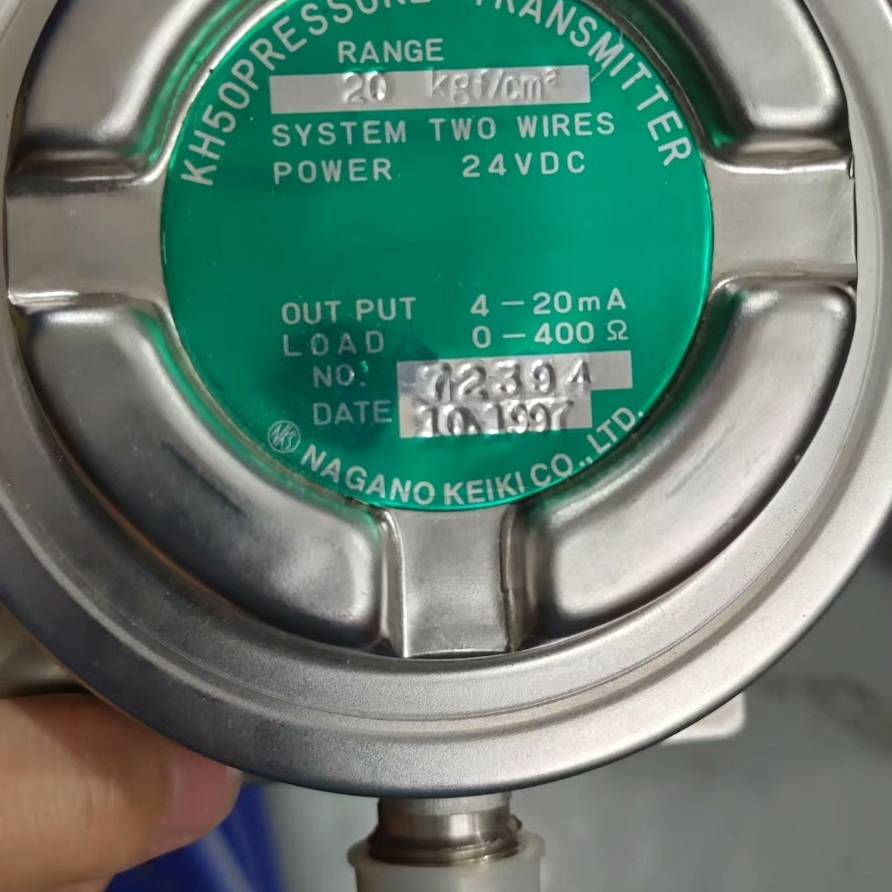 KH50PRESSURE TRANSMITTER
RANGE
20 kgf/cm²
SYSTEM TWO WIRES
POWER 24VDC
OUT PUT 4-20mA
LOAD 0-400Ω
NO. 72394
DATE 10.1997
NKS
NAGANO KEIKI CO., LTD.